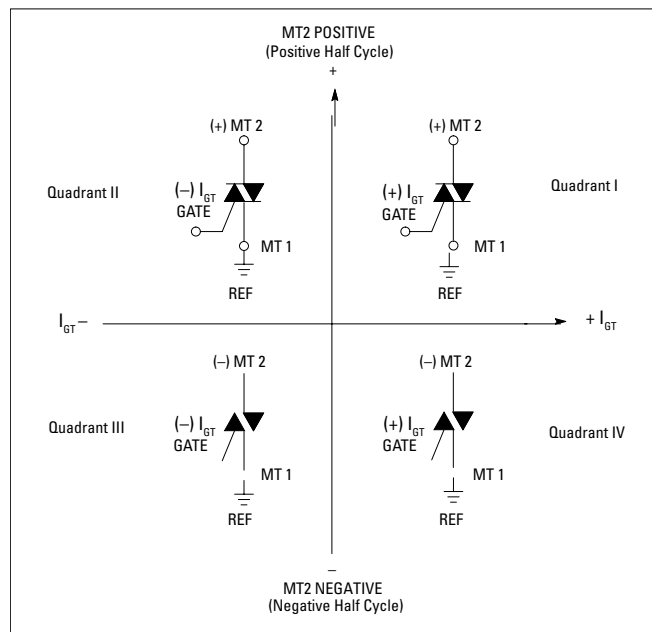 MT2 POSITIVE
(Positive Half Cycle)
+
(+) MT 2
(+) MT 2
Quadrant II
(−) I_GT
GATE
(+) I_GT
GATE
Quadrant I
MT 1
MT 1
REF
REF
I_GT −
+ I_GT
(−) MT 2
(−) MT 2
Quadrant III
(−) I_GT
GATE
(+) I_GT
GATE
Quadrant IV
MT 1
MT 1
REF
REF
−
MT2 NEGATIVE
(Negative Half Cycle)